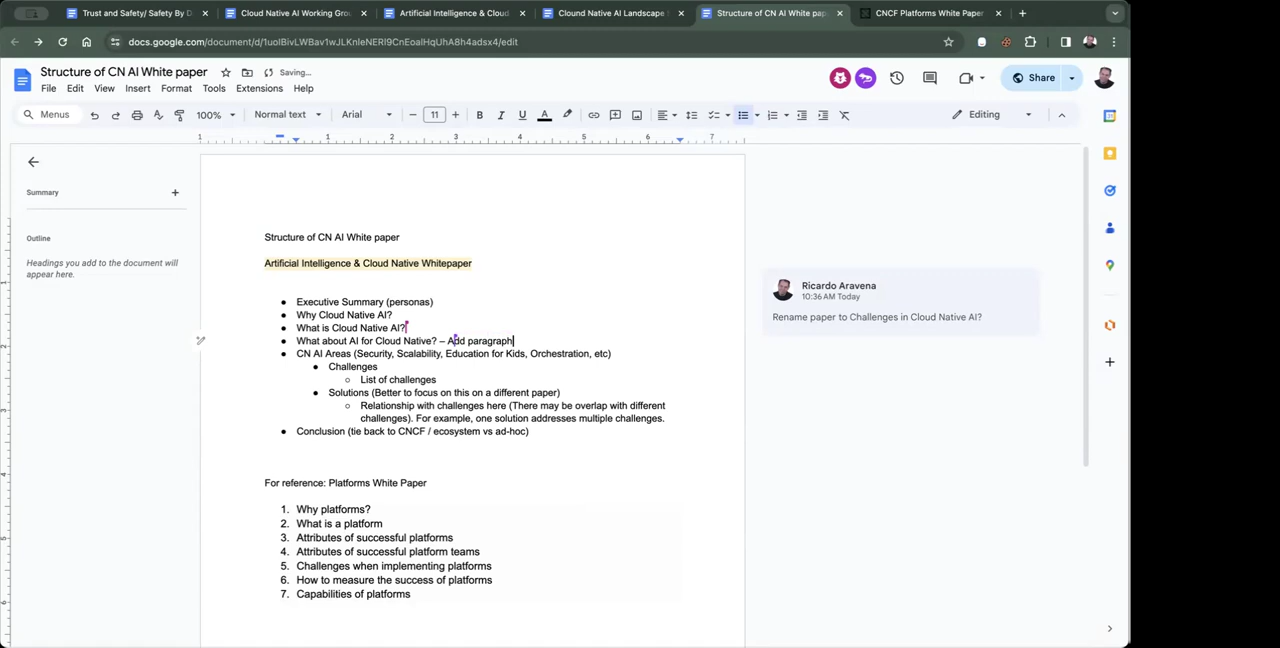 Trust and Safety/ Safety By D
Cloud Native AI Working Gro
Artificial Intelligence & Cloud
Clound Native AI Landscape
Structure of CN AI White pap
CNCF Platforms White Paper
docs.google.com/document/d/1uoIBivLWBav1wJLKnleNERI9CnEoalHqUhA8h4adsx4/edit
Structure of CN AI White paper
Saving...
File Edit View Insert Format Tools Extensions Help
Share
Menus
100%
Normal text
Arial
11
Editing
1 1 2 3 4 5 6 7
Summary
Outline
Headings you add to the document will
appear here.
Structure of CN AI White paper
Artificial Intelligence & Cloud Native Whitepaper
● Executive Summary (personas)
● Why Cloud Native AI?
● What is Cloud Native AI?
● What about AI for Cloud Native? – Add paragraph
● CN AI Areas (Security, Scalability, Education for Kids, Orchestration, etc)
● Challenges
○ List of challenges
● Solutions (Better to focus on this on a different paper)
○ Relationship with challenges here (There may be overlap with different
challenges). For example, one solution addresses multiple challenges.
● Conclusion (tie back to CNCF / ecosystem vs ad-hoc)
For reference: Platforms White Paper
1. Why platforms?
2. What is a platform
3. Attributes of successful platforms
4. Attributes of successful platform teams
5. Challenges when implementing platforms
6. How to measure the success of platforms
7. Capabilities of platforms
Ricardo Aravena
10:36 AM Today
Rename paper to Challenges in Cloud Native AI?